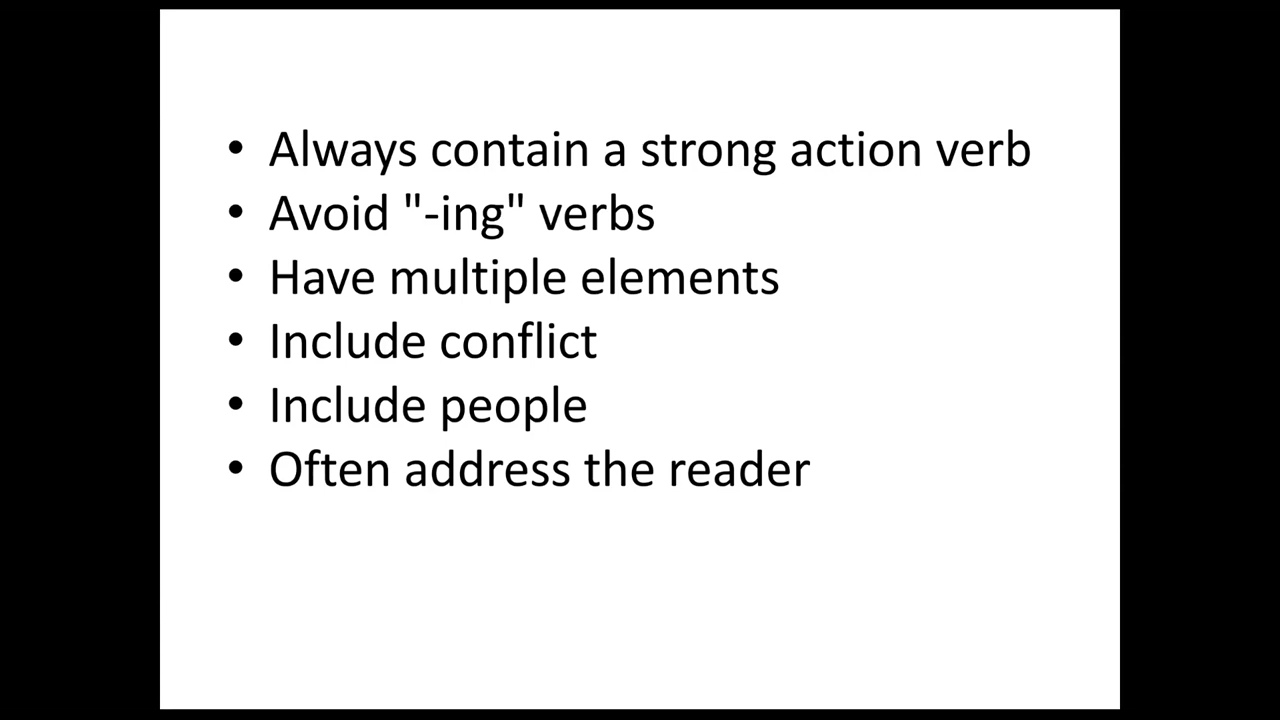 • Always contain a strong action verb
• Avoid "-ing" verbs
• Have multiple elements
• Include conflict
• Include people
• Often address the reader